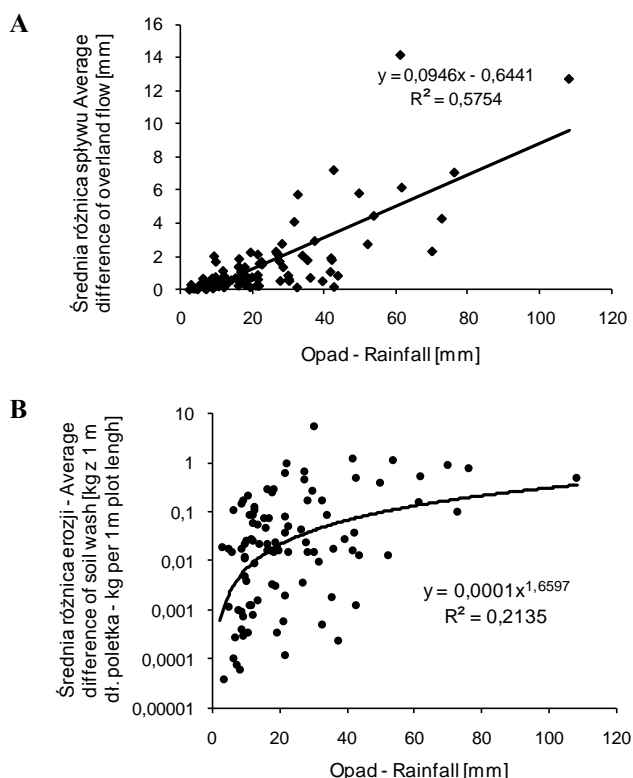 A
Średnia różnica spływu Average
difference of overland flow [mm]
16
14
12
10
8
6
4
2
0
y = 0,0946x - 0,6441
R² = 0,5754
0 20 40 60 80 100 120
Opad - Rainfall [mm]
B
Średnia różnica erozji - Average
difference of soil wash [kg z 1 m
dł. poletka - kg per 1m plot lengh]
10
1
0,1
0,01
0,001
0,0001
0,00001
y = 0,0001x^1,6597
R² = 0,2135
0 20 40 60 80 100 120
Opad - Rainfall [mm]